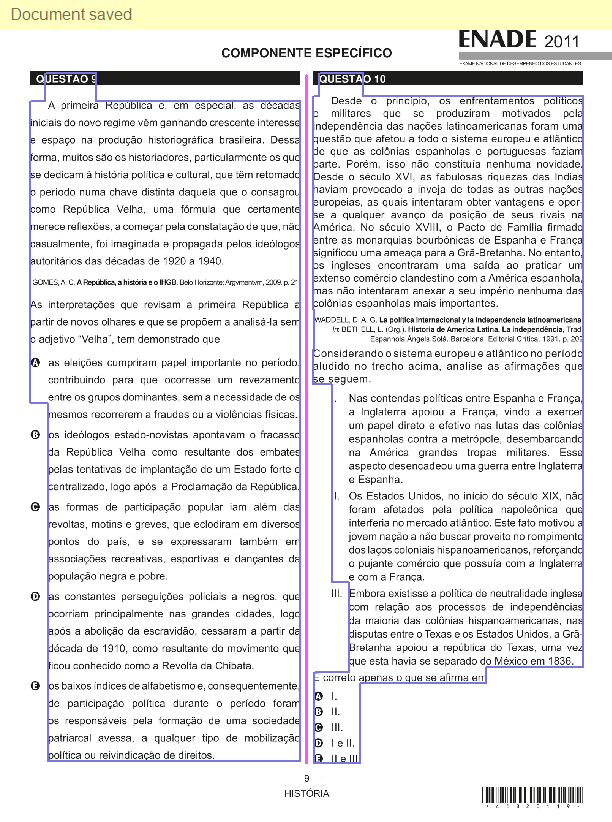 Document saved
ENADE 2011
EXAME NACIONAL DE DESEMPENHO DOS ESTUDANTES
COMPONENTE ESPECÍFICO
QUESTÃO 9
A primeira República e, em especial, as décadas
iniciais do novo regime vêm ganhando crescente interesse
e espaço na produção historiográfica brasileira. Dessa
forma, muitos são os historiadores, particularmente os que
se dedicam à história política e cultural, que têm retomado
o período numa chave distinta daquela que o consagrou
como República Velha, uma fórmula que certamente
merece reflexões, a começar pela constatação de que, não
casualmente, foi imaginada e propagada pelos ideólogos
autoritários das décadas de 1920 a 1940.
GOMES, A. C. A República, a história e o IHGB. Belo Horizonte: Argvmentvm, 2009. p. 21
As interpretações que revisam a primeira República a
partir de novos olhares e que se propõem a analisá-la sem
o adjetivo “Velha”, tem demonstrado que
A as eleições cumpriram papel importante no período,
contribuindo para que ocorresse um revezamento
entre os grupos dominantes, sem a necessidade de os
mesmos recorrerem a fraudes ou a violências físicas.
B os ideólogos estado-novistas apontavam o fracasso
da República Velha como resultante dos embates
pelas tentativas de implantação de um Estado forte e
centralizado, logo após a Proclamação da República.
C as formas de participação popular iam além das
revoltas, motins e greves, que eclodiram em diversos
pontos do país, e se expressaram também em
associações recreativas, esportivas e dançantes da
população negra e pobre.
D as constantes perseguições policiais a negros, que
ocorriam principalmente nas grandes cidades, logo
após a abolição da escravidão, cessaram a partir da
década de 1910, como resultante do movimento que
ficou conhecido como a Revolta da Chibata.
E os baixos índices de alfabetismo e, consequentemente,
de participação política durante o período foram
os responsáveis pela formação de uma sociedade
patriarcal avessa, a qualquer tipo de mobilização
política ou reivindicação de direitos.
QUESTÃO 10
Desde o princípio, os enfrentamentos políticos
e militares que se produziram motivados pela
independência das nações latinoamericanas foram uma
questão que afetou a todo o sistema europeu e atlântico
de que as colônias espanholas e portuguesas faziam
parte. Porém, isso não constituía nenhuma novidade.
Desde o século XVI, as fabulosas riquezas das Índias
haviam provocado a inveja de todas as outras nações
europeias, as quais intentaram obter vantagens e opor-
se a qualquer avanço da posição de seus rivais na
América. No século XVIII, o Pacto de Família firmado
entre as monarquias bourbônicas de Espanha e França
significou uma ameaça para a Grã-Bretanha. No entanto,
os ingleses encontraram uma saída ao praticar um
extenso comércio clandestino com a América espanhola,
mas não intentaram anexar a seu império nenhuma das
colônias espanholas mais importantes.
WADDELL, D. A. G. La política internacional y la independencia latinoamericana
In: BETHELL, L. (Org.). Historia de America Latina. La independência, Trad
Espanhola Àngels Solà. Barcelona: Editorial Crítica, 1991, p. 209
Considerando o sistema europeu e atlântico no período
aludido no trecho acima, analise as afirmações que
se seguem.
I. Nas contendas políticas entre Espanha e França,
a Inglaterra apoiou a França, vindo a exercer
um papel direto e efetivo nas lutas das colônias
espanholas contra a metrópole, desembarcando
na América grandes tropas militares. Esse
aspecto desencadeou uma guerra entre Inglaterra
e Espanha.
II. Os Estados Unidos, no início do século XIX, não
foram afetados pela política napoleônica que
interferia no mercado atlântico. Este fato motivou a
jovem nação a não buscar proveito no rompimento
dos laços coloniais hispanoamericanos, reforçando
o pujante comércio que possuía com a Inglaterra
e com a França.
III. Embora existisse a política de neutralidade inglesa
com relação aos processos de independências
da maioria das colônias hispanoamericanas, nas
disputas entre o Texas e os Estados Unidos, a Grã-
Bretanha apoiou a república do Texas, uma vez
que esta havia se separado do México em 1836.
É correto apenas o que se afirma em
A I.
B II.
C III.
D I e II.
E II e III.
9
HISTÓRIA